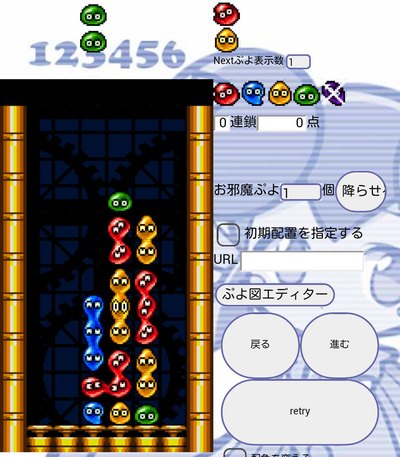 123456
Nextぷよ表示数 1
0 連鎖 0 点
お邪魔ぷよ 1 個 降らせ
初期配置を指定する
URL
ぷよ図エディター
戻る 進む
retry